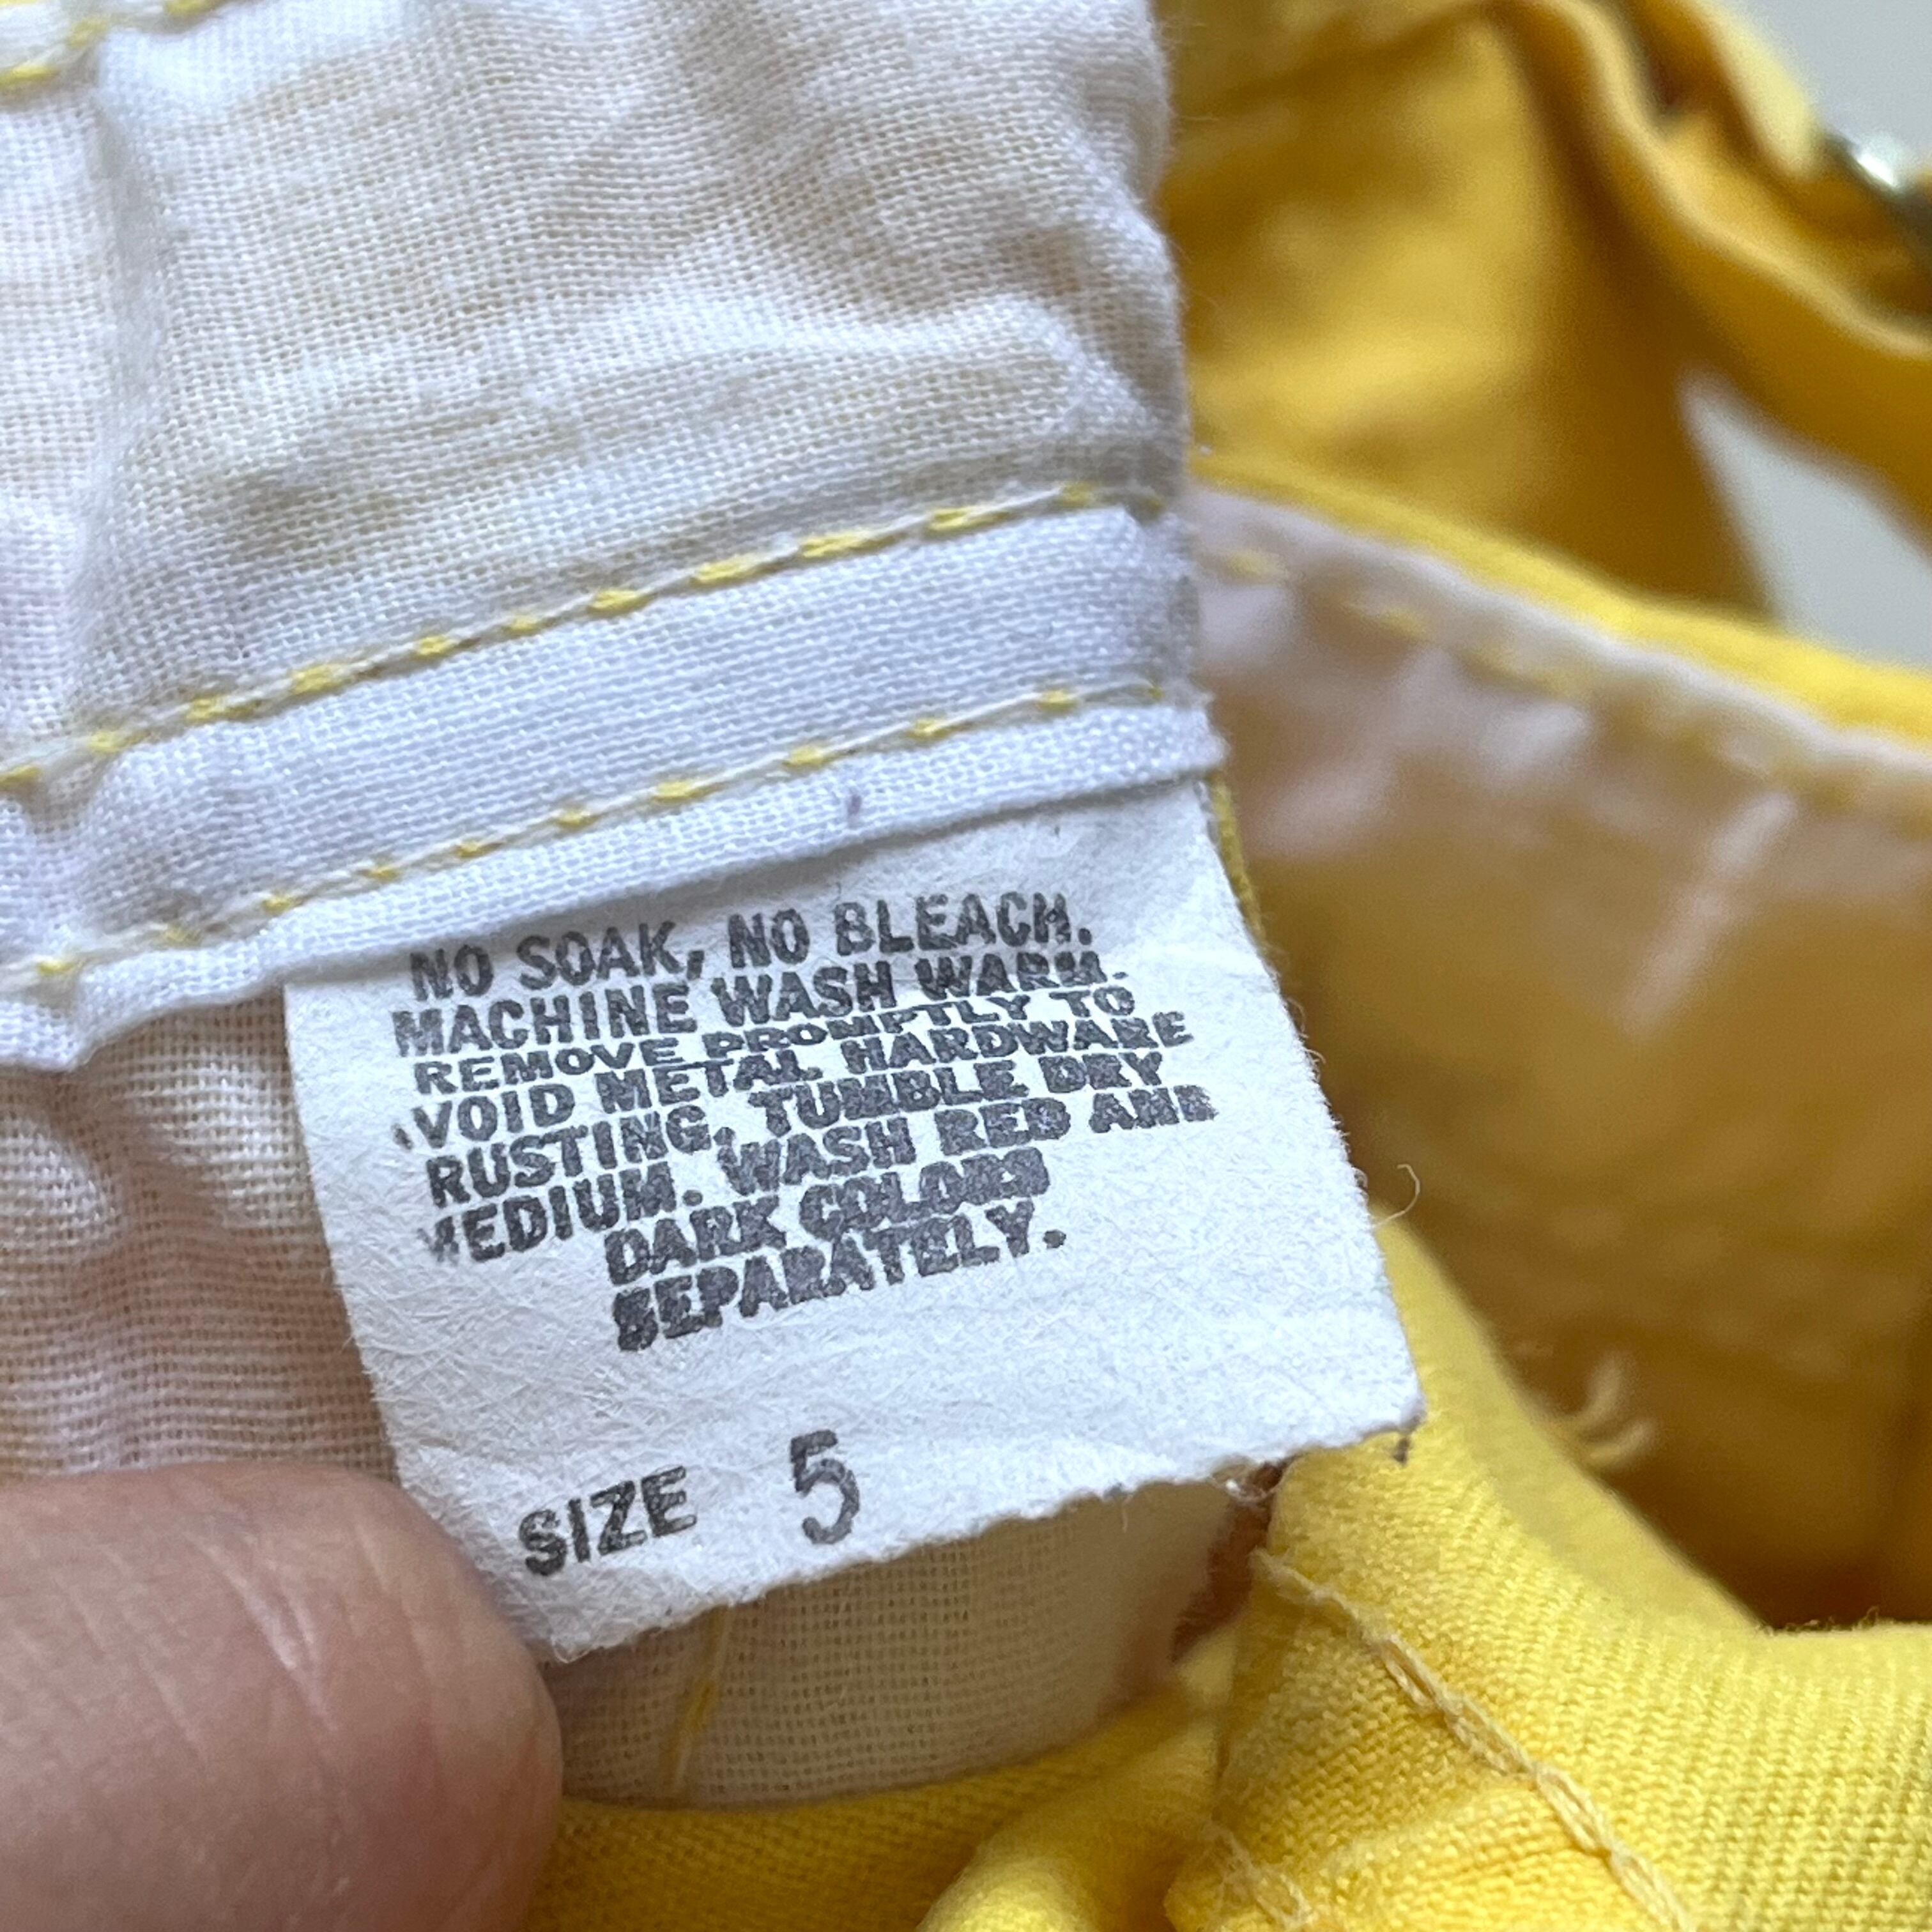 NO SOAK, NO BLEACH.
MACHINE WASH WARM.
REMOVE PROMPTLY TO
VOID METAL HARDWARE
RUSTING. TUMBLE DRY
MEDIUM. WASH RED AND
DARK COLORS
SEPARATELY.
SIZE 5